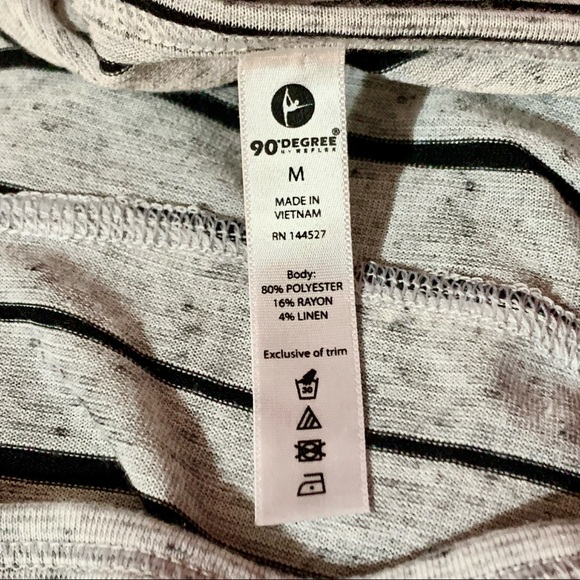 90°DEGREE®
BY REFLEX
M
MADE IN
VIETNAM
RN 144527
Body:
80% POLYESTER
16% RAYON
4% LINEN
Exclusive of trim
30